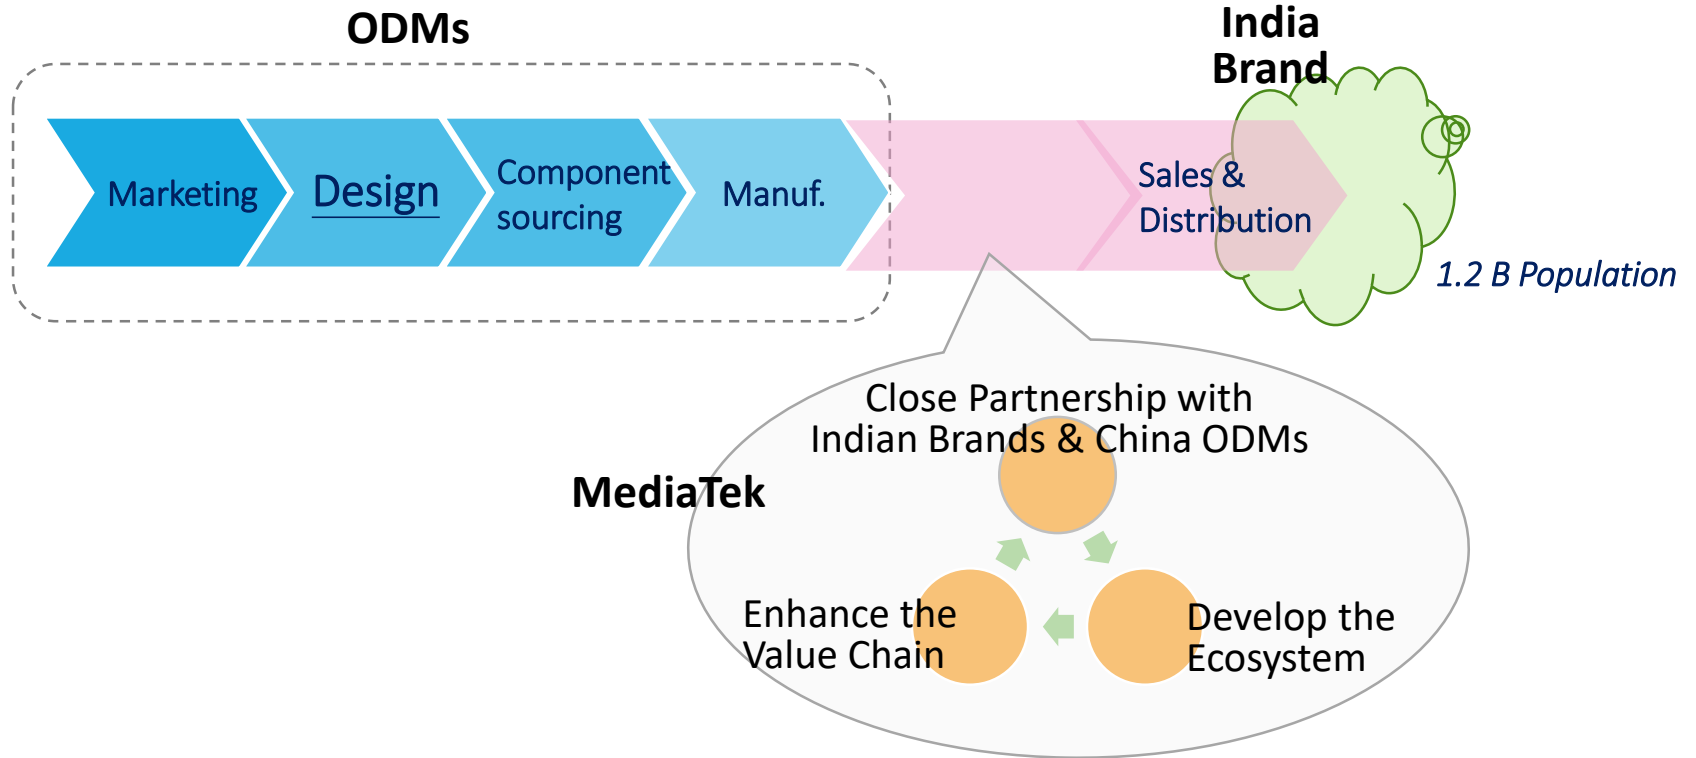 ODMs
India
Brand
Marketing
Design
Component
sourcing
Manuf.
Sales &
Distribution
1.2 B Population
Close Partnership with
Indian Brands & China ODMs
MediaTek
Enhance the
Value Chain
Develop the
Ecosystem